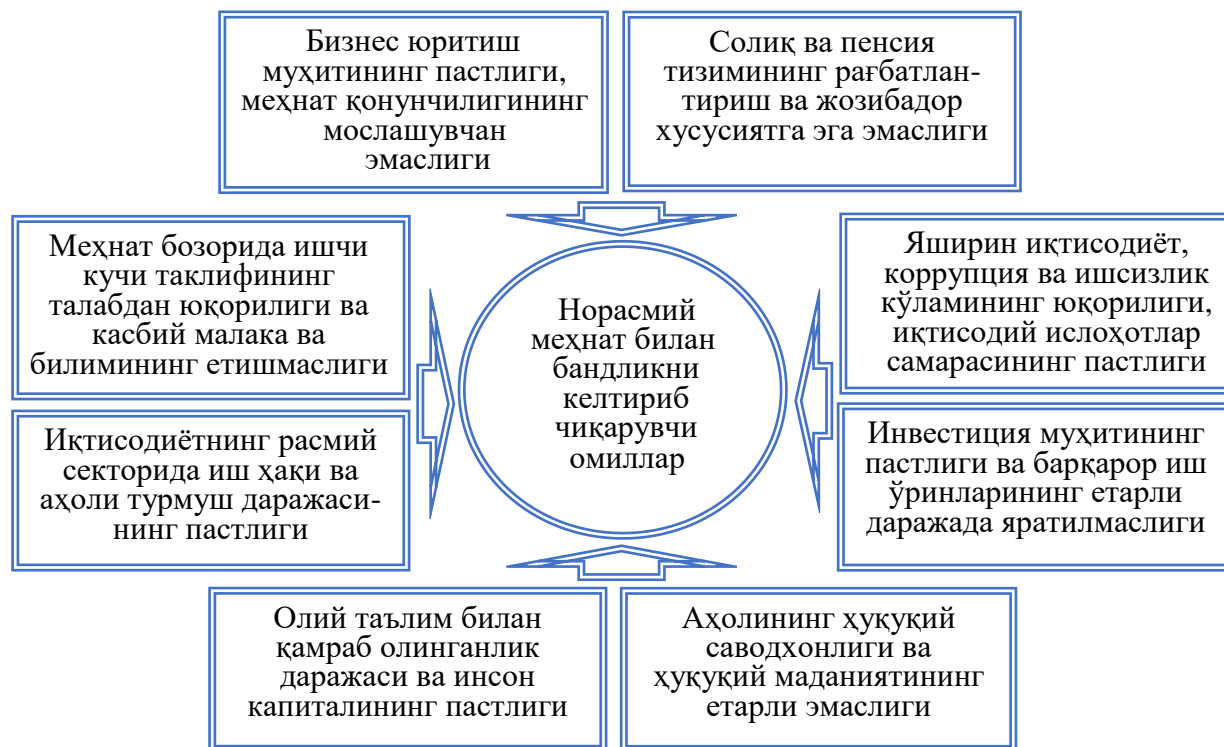 Бизнес юритиш
муҳитининг пастлиги,
меҳнат қонунчилигининг
мослашувчан
эмаслиги
Солиқ ва пенсия
тизимининг рағбатлан-
тириш ва жозибадор
хусусиятга эга эмаслиги
Меҳнат бозорида ишчи
кучи таклифининг
талабдан юқорилиги ва
касбий малака ва
билимининг етишмаслиги
Норасмий
меҳнат билан
бандликни
келтириб
чиқарувчи
омиллар
Яширин иқтисодиёт,
коррупция ва ишсизлик
кўламининг юқорилиги,
иқтисодий ислоҳотлар
самарасининг пастлиги
Иқтисодиётнинг расмий
секторида иш ҳақи ва
аҳоли турмуш даражаси-
нинг пастлиги
Инвестиция муҳитининг
пастлиги ва барқарор иш
ўринларининг етарли
даражада яратилмаслиги
Олий таълим билан
қамраб олинганлик
даражаси ва инсон
капиталининг пастлиги
Аҳолининг ҳуқуқий
саводхонлиги ва
ҳуқуқий маданиятининг
етарли эмаслиги